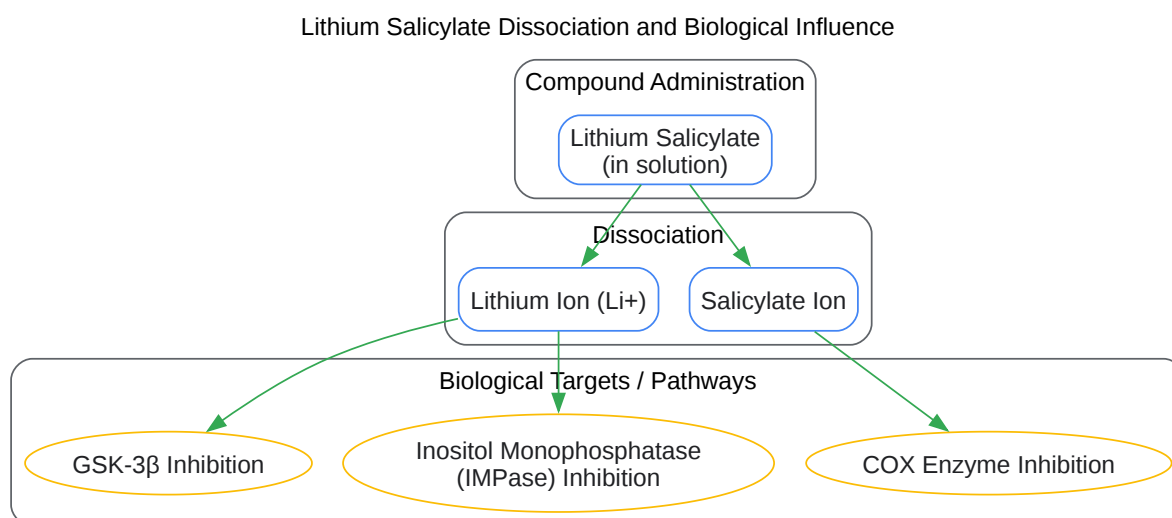 Lithium Salicylate Dissociation and Biological Influence
Compound Administration
Lithium Salicylate
(in solution)
Dissociation
Lithium Ion (Li+)
Salicylate Ion
Biological Targets / Pathways
GSK-3β Inhibition
Inositol Monophosphatase
(IMPase) Inhibition
COX Enzyme Inhibition